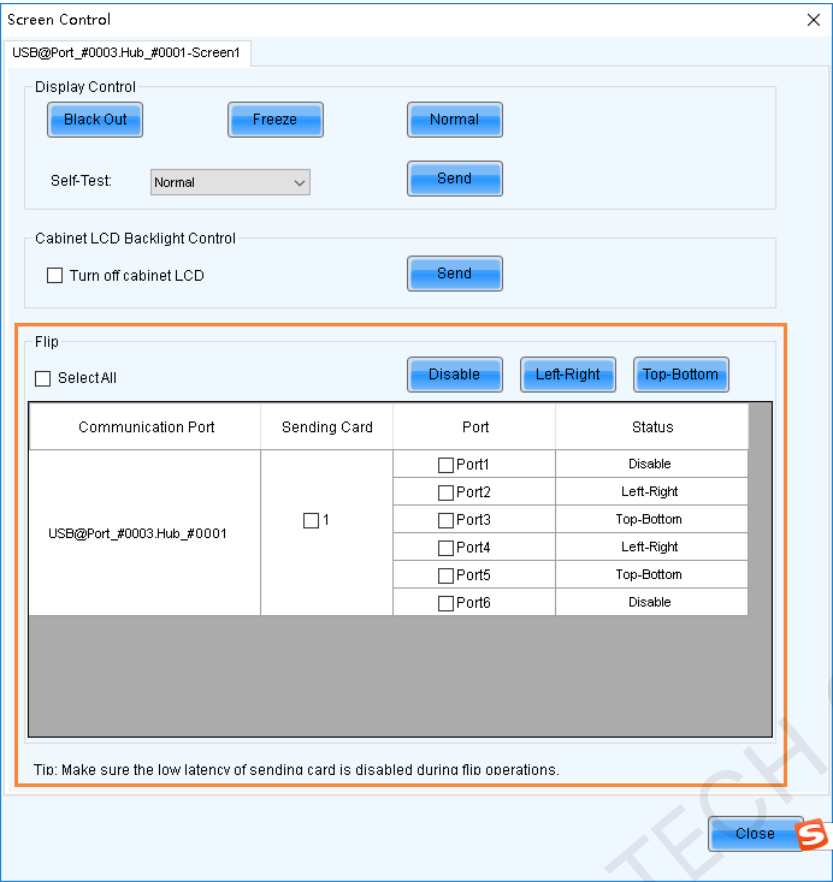 Screen Control
USB@Port_#0003.Hub_#0001-Screen1
Display Control
Black Out Freeze Normal
Self-Test: Normal Send
Cabinet LCD Backlight Control
Turn off cabinet LCD Send
Flip
Select All Disable Left-Right Top-Bottom
Communication Port Sending Card Port Status
Port1 Disable
Port2 Left-Right
USB@Port_#0003.Hub_#0001 1 Port3 Top-Bottom
Port4 Left-Right
Port5 Top-Bottom
Port6 Disable
Tip: Make sure the low latency of sending card is disabled during flip operations.
Close S
TECH